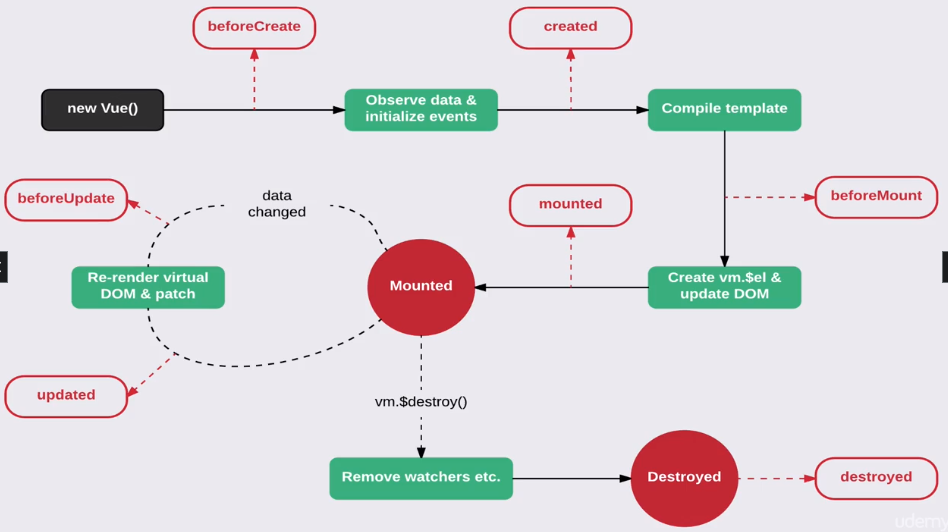 beforeCreate
created
new Vue()
Observe data &
initialize events
Compile template
beforeUpdate
data
changed
mounted
beforeMount
Re-render virtual
DOM & patch
Mounted
Create vm.$el &
update DOM
updated
vm.$destroy()
Remove watchers etc.
Destroyed
destroyed
udemy